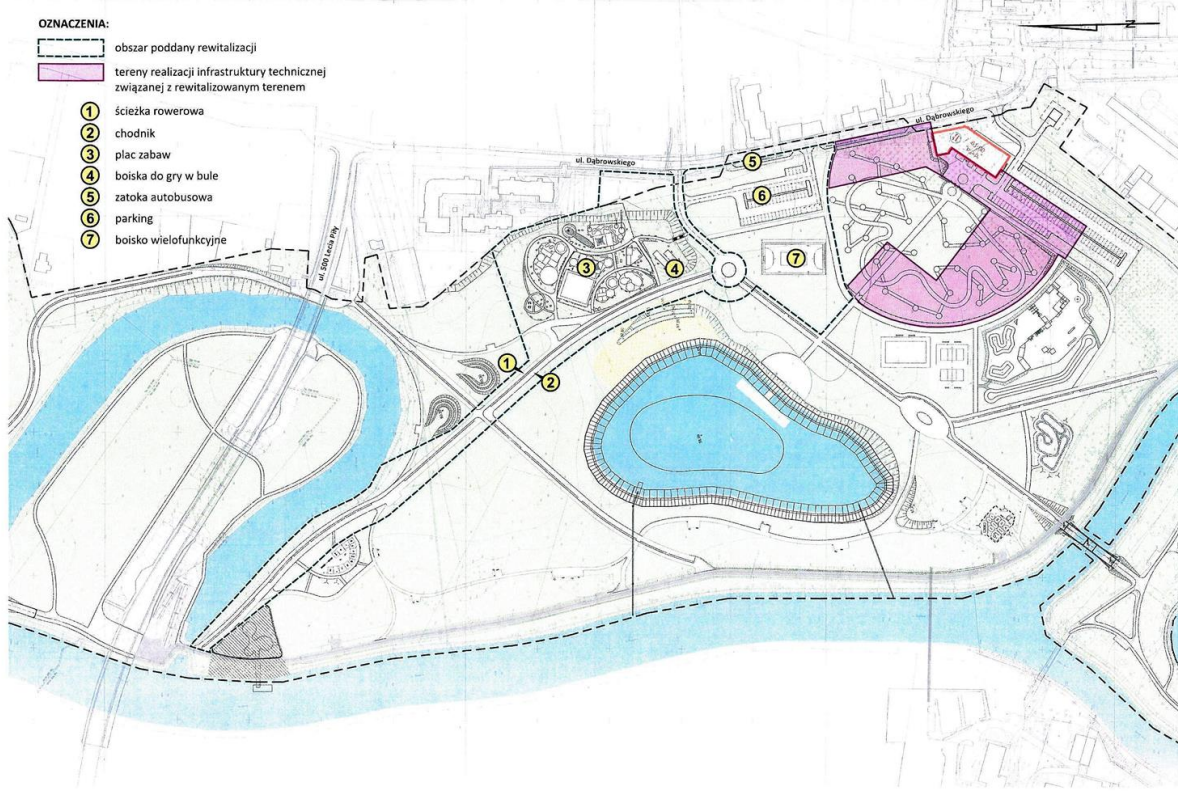 OZNACZENIA:
obszar poddany rewitalizacji
tereny realizacji infrastruktury technicznej
związanej z rewitalizowanym terenem
1 ścieżka rowerowa
2 chodnik
3 plac zabaw
4 boiska do gry w bule
5 zatoka autobusowa
6 parking
7 boisko wielofunkcyjne
N
ul. Dąbrowskiego
ul. Dąbrowskiego
5
6
ul. 500 Lecia Piły
3
4
7
1
2